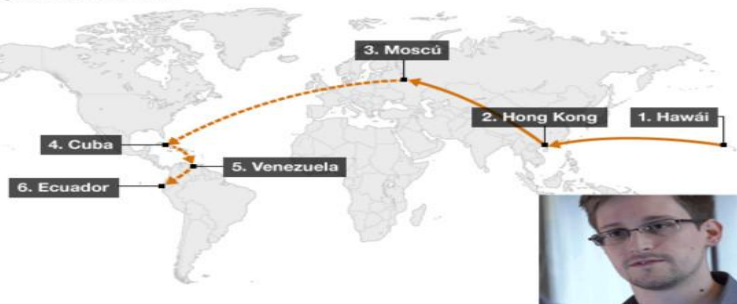 3. Moscú
2. Hong Kong
1. Hawái
4. Cuba
5. Venezuela
6. Ecuador